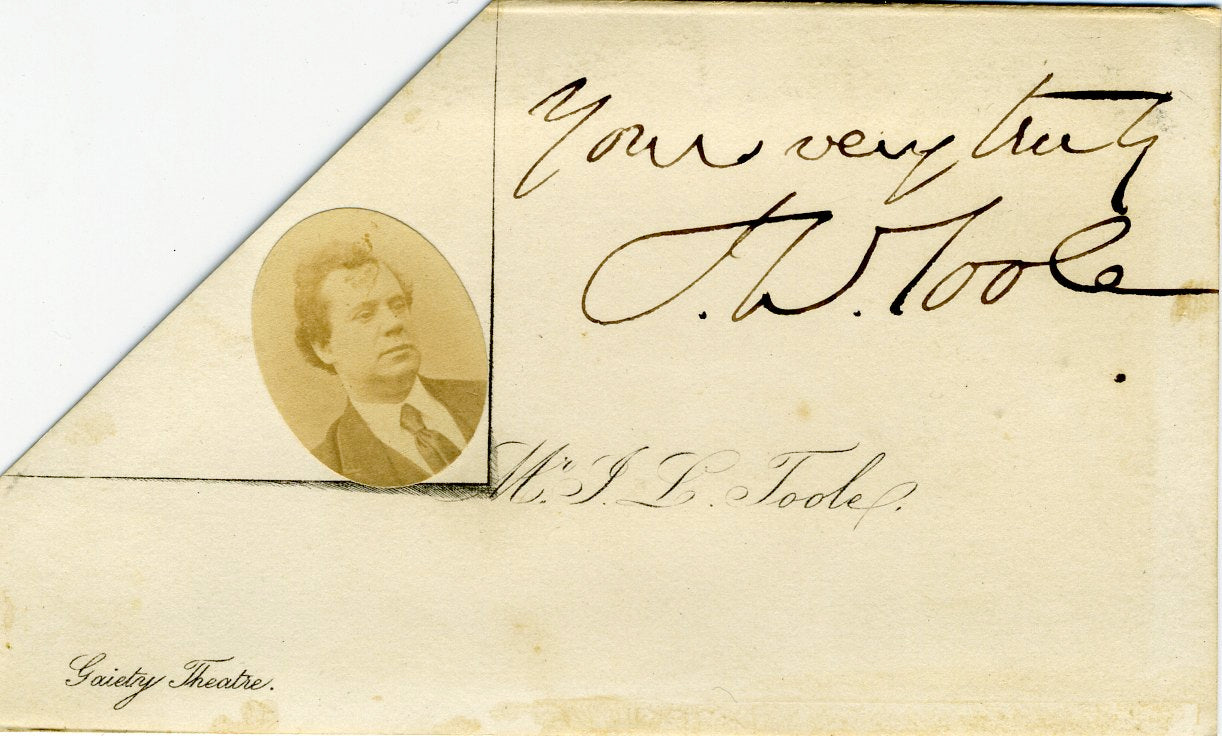 Yours very truly
J. L. Toole
Mr. J. L. Toole.
Gaiety Theatre.